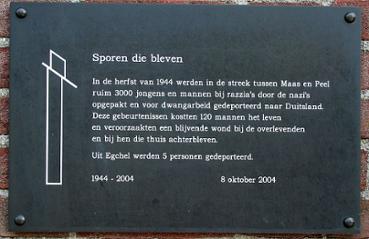 Sporen die bleven
In de herfst van 1944 werden in de streek tussen Maas en Peel
ruim 3000 jongens en mannen bij razzia's door de nazi's
opgepakt en voor dwangarbeid gedeporteerd naar Duitsland.
Deze gebeurtenissen kostten 120 mannen het leven
en veroorzaakten een blijvende wond bij de overlevenden
en bij hen die thuis achterbleven.
Uit Egchel werden 5 personen gedeporteerd.
1944 - 2004 8 oktober 2004